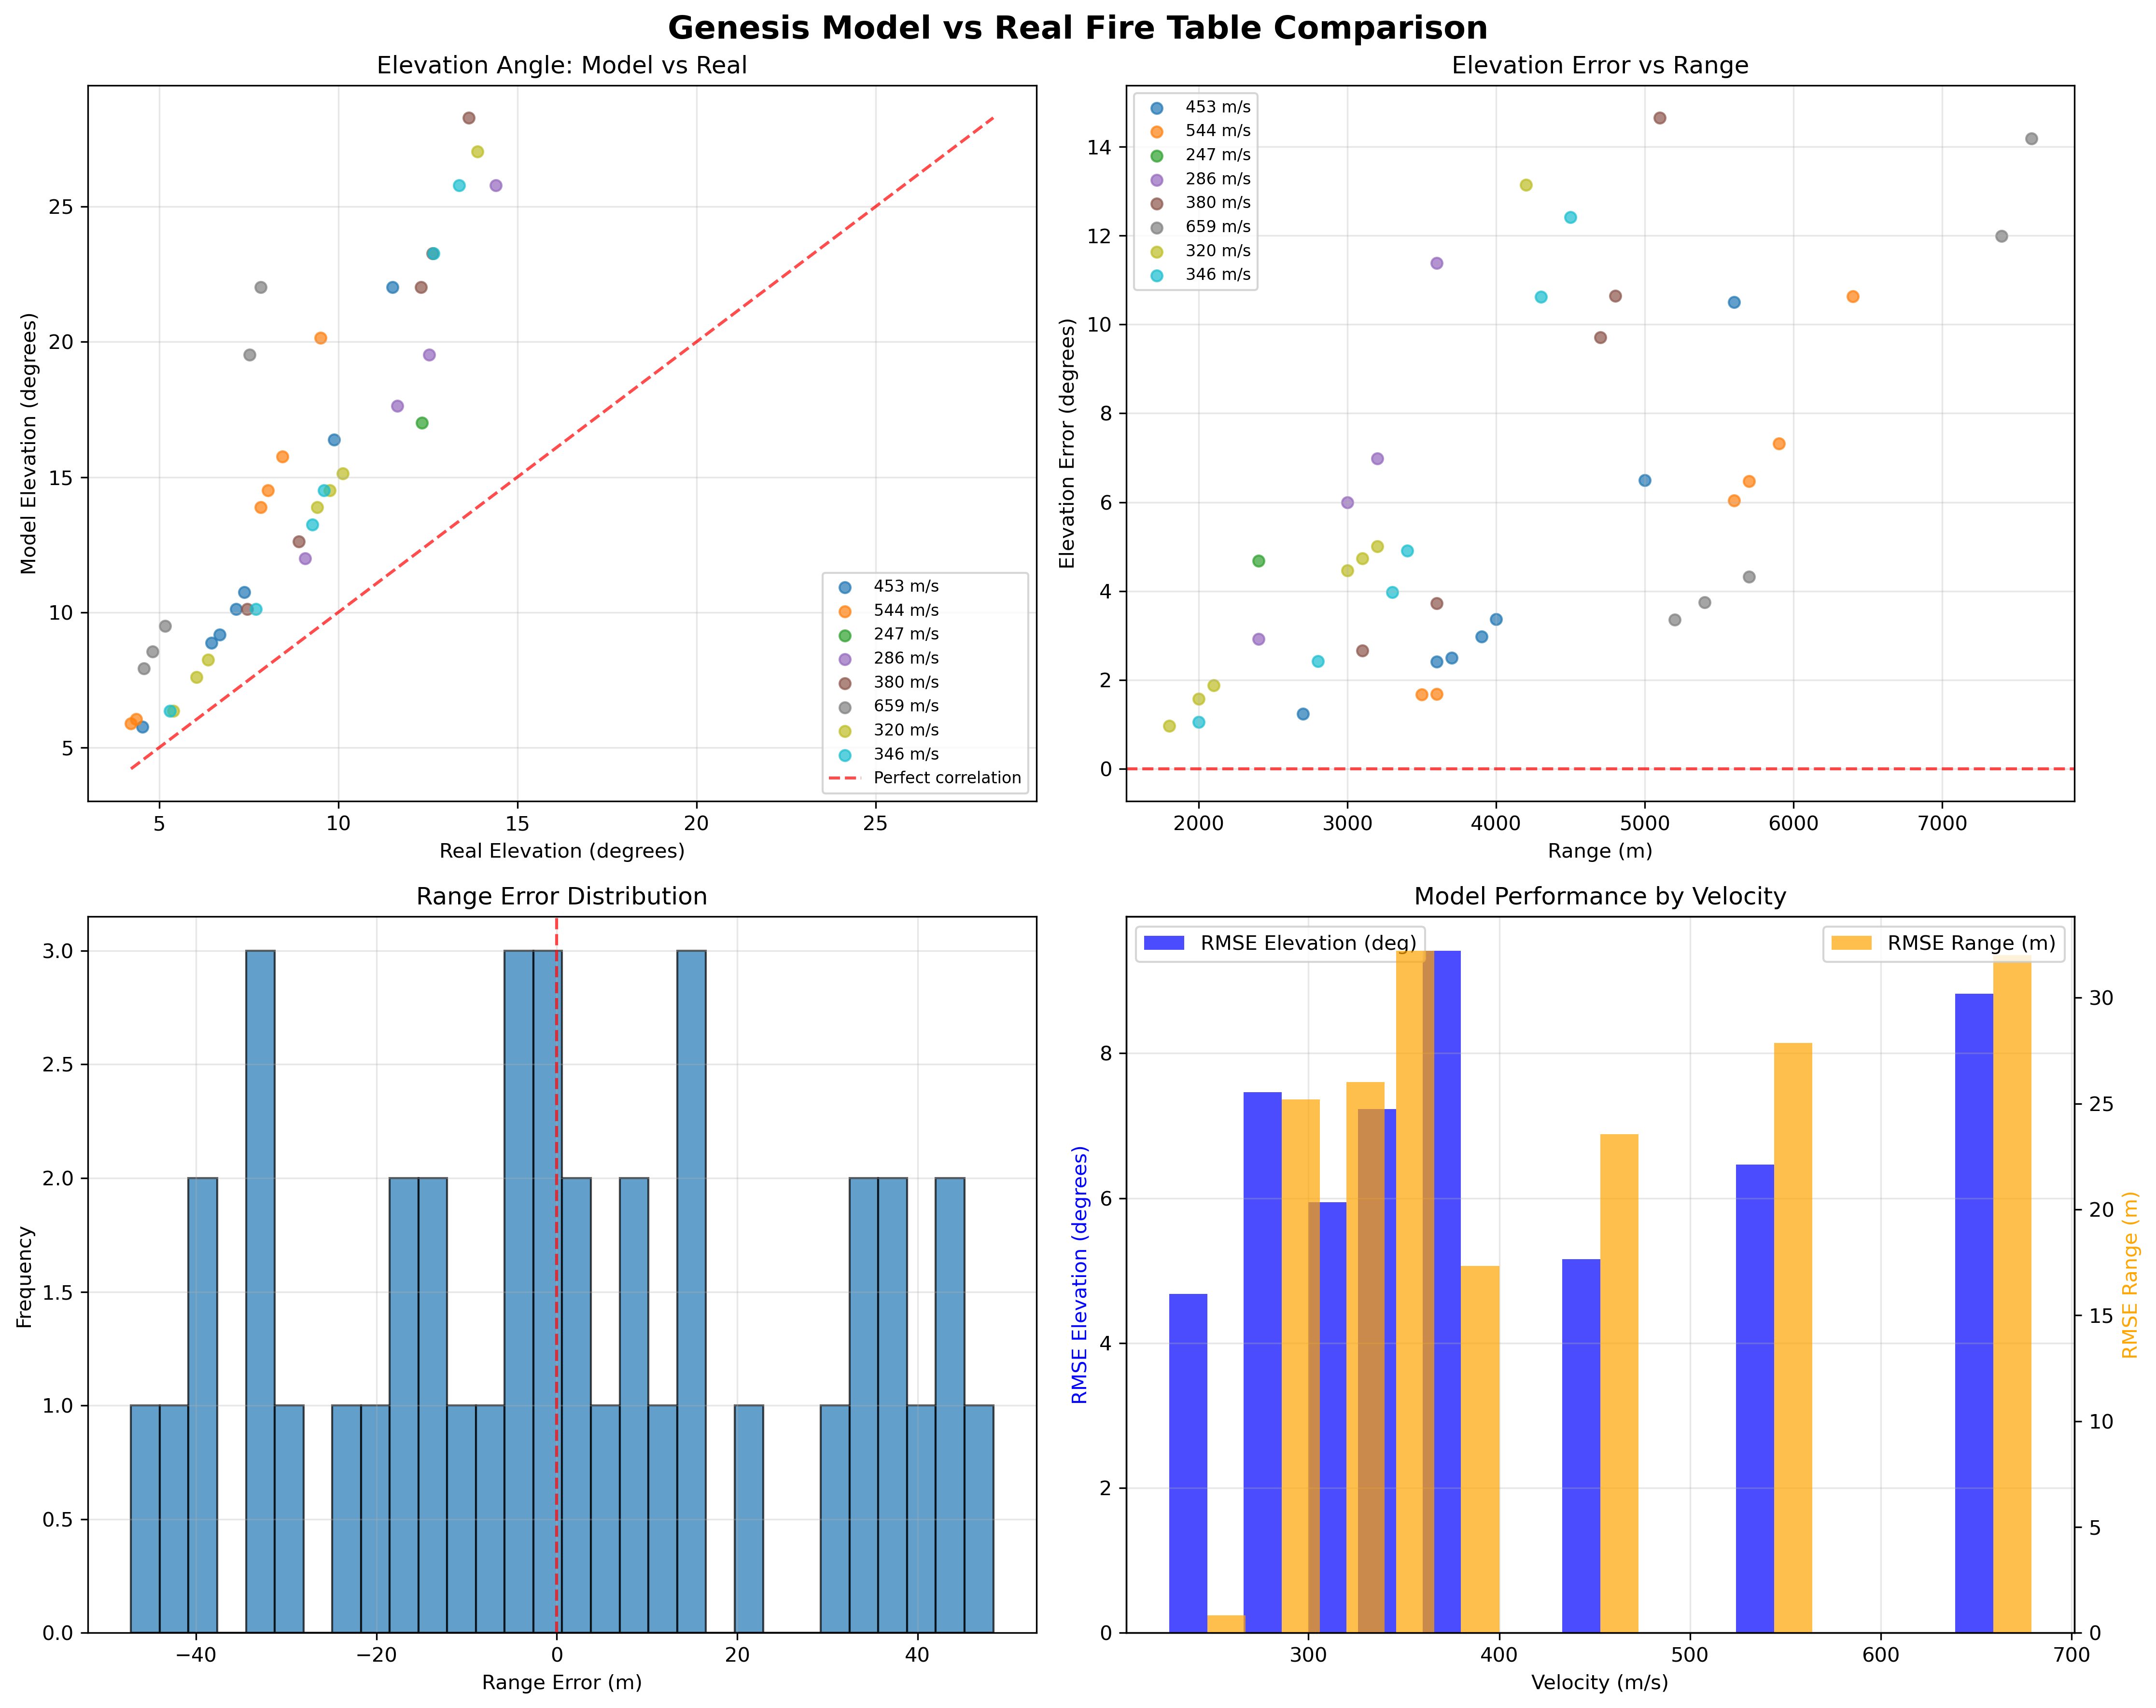 Genesis Model vs Real Fire Table Comparison
Elevation Angle: Model vs Real
Model Elevation (degrees)
25
20
15
10
5
453 m/s
544 m/s
247 m/s
286 m/s
380 m/s
659 m/s
320 m/s
346 m/s
Perfect correlation
5 10 15 20 25
Real Elevation (degrees)
Elevation Error vs Range
Elevation Error (degrees)
453 m/s
544 m/s
247 m/s
286 m/s
380 m/s
659 m/s
320 m/s
346 m/s
14
12
10
8
6
4
2
0
2000 3000 4000 5000 6000 7000
Range (m)
Range Error Distribution
Frequency
3.0
2.5
2.0
1.5
1.0
0.5
0.0
−40 −20 0 20 40
Range Error (m)
Model Performance by Velocity
RMSE Elevation (deg)
RMSE Range (m)
RMSE Elevation (degrees)
8
6
4
2
0
30
25
20
15
10
5
0
RMSE Range (m)
300 400 500 600 700
Velocity (m/s)